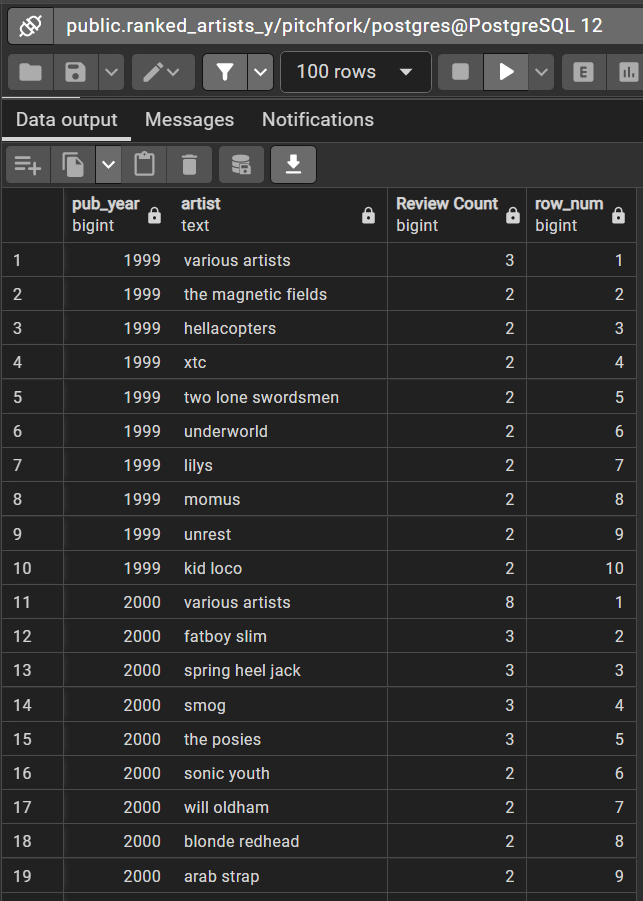 public.ranked_artists_y/pitchfork/postgres@PostgreSQL 12
100 rows E
Data output Messages Notifications
pub_year artist Review Count row_num
bigint text bigint bigint
1 1999 various artists 3 1
2 1999 the magnetic fields 2 2
3 1999 hellacopters 2 3
4 1999 xtc 2 4
5 1999 two lone swordsmen 2 5
6 1999 underworld 2 6
7 1999 lilys 2 7
8 1999 momus 2 8
9 1999 unrest 2 9
10 1999 kid loco 2 10
11 2000 various artists 8 1
12 2000 fatboy slim 3 2
13 2000 spring heel jack 3 3
14 2000 smog 3 4
15 2000 the posies 3 5
16 2000 sonic youth 2 6
17 2000 will oldham 2 7
18 2000 blonde redhead 2 8
19 2000 arab strap 2 9